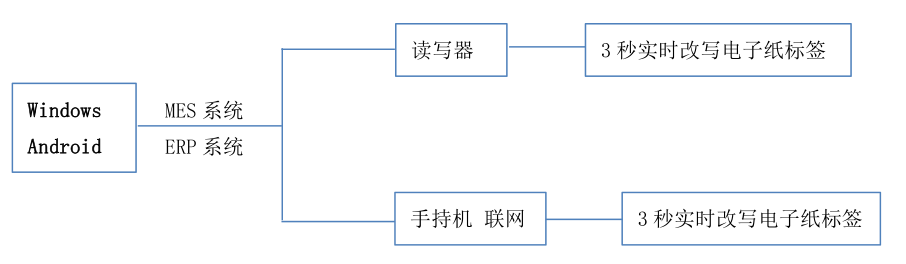 读写器
3 秒实时改写电子纸标签
Windows
Android
MES 系统
ERP 系统
手持机 联网
3 秒实时改写电子纸标签